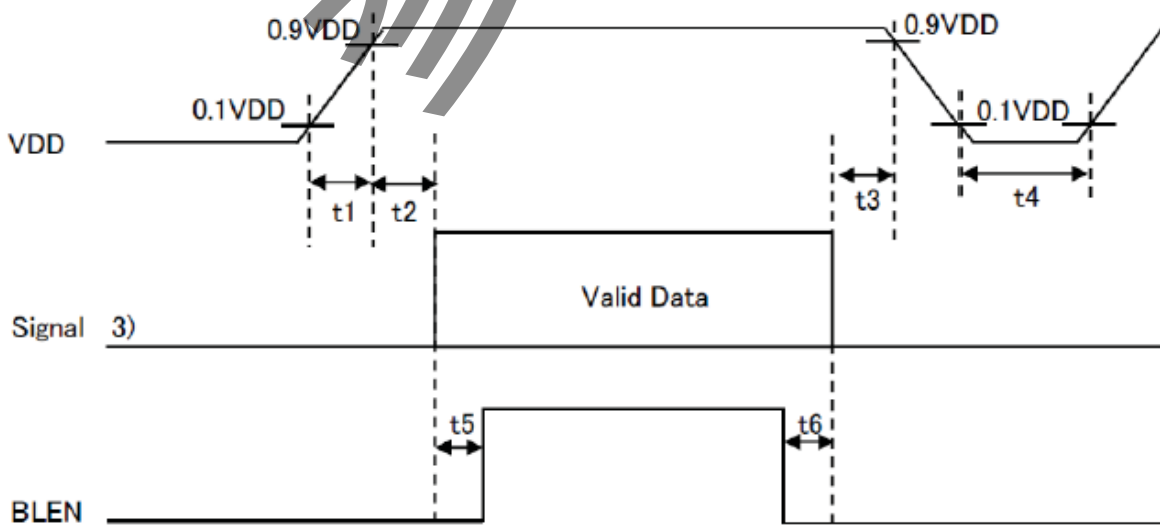 0.9VDD
0.9VDD
0.1VDD
0.1VDD
VDD
t1
t2
t3
t4
Valid Data
Signal 3)
t5
t6
BLEN